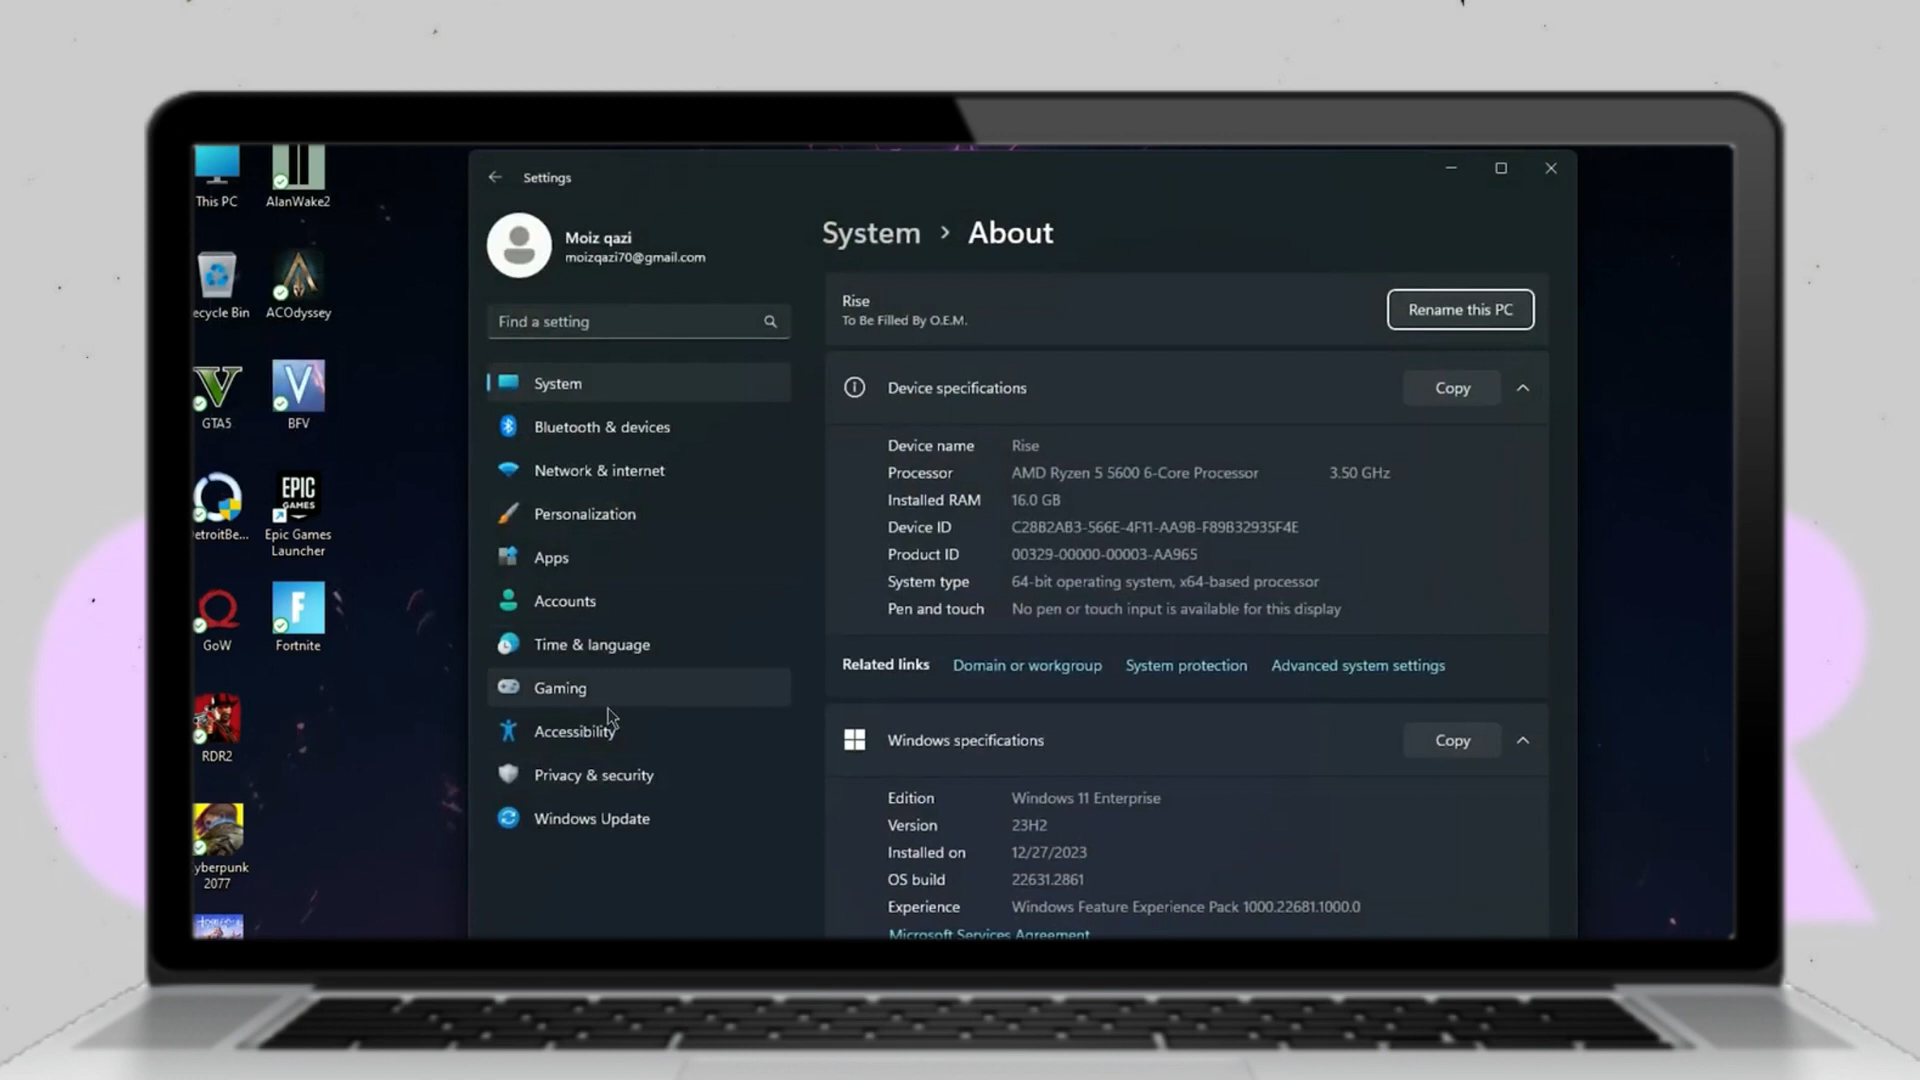 This PC
AlanWake2
ecycle Bin
ACOdyssey
GTA5
BFV
etroitBe...
EPIC
GAMES
Epic Games
Launcher
GoW
F
Fortnite
RDR2
yberpunk
2077
Settings
Moiz qazi
moizqazi70@gmail.com
Find a setting
System
Bluetooth & devices
Network & internet
Personalization
Apps
Accounts
Time & language
Gaming
Accessibility
Privacy & security
Windows Update
System > About
Rise
To Be Filled By O.E.M.
Rename this PC
Device specifications
Copy
Device name Rise
Processor AMD Ryzen 5 5600 6-Core Processor 3.50 GHz
Installed RAM 16.0 GB
Device ID C28B2AB3-566E-4F11-AA9B-F89B32935F4E
Product ID 00329-00000-00003-AA965
System type 64-bit operating system, x64-based processor
Pen and touch No pen or touch input is available for this display
Related links Domain or workgroup System protection Advanced system settings
Windows specifications
Copy
Edition Windows 11 Enterprise
Version 23H2
Installed on 12/27/2023
OS build 22631.2861
Experience Windows Feature Experience Pack 1000.22681.1000.0
Microsoft Services Agreement